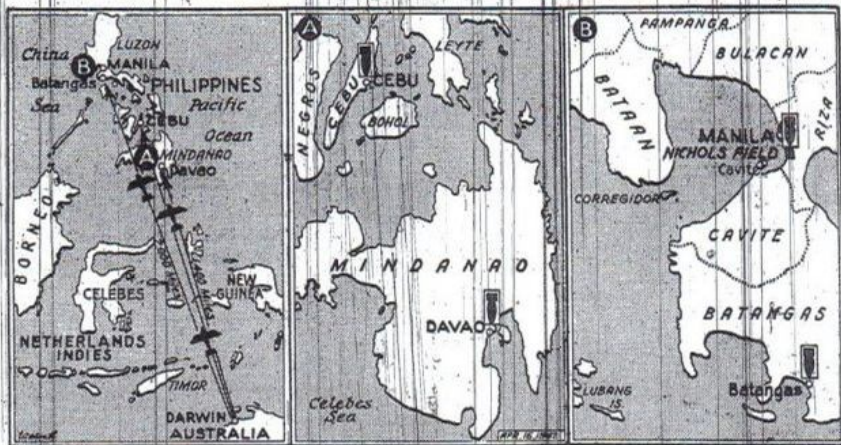 China
Sea
LUZON
B
MANILA
Batangas
PHILIPPINES
Pacific
Ocean
CEBU
A
MINDANAO
Davao
BORNEO
CELEBES
NEW
GUINEA
NETHERLANDS
INDIES
TIMOR
DARWIN
AUSTRALIA
A
NEGROS
CEBU
CEBU
LEYTE
BOHOL
MINDANAO
DAVAO
Celebes
Sea
B
PAMPANGA
BULACAN
BATAAN
RIZA
MANILA
NICHOLS FIELD
Cavite
CORREGIDOR
CAVITE
BATANGAS
LUBANG
IS.
Batangas